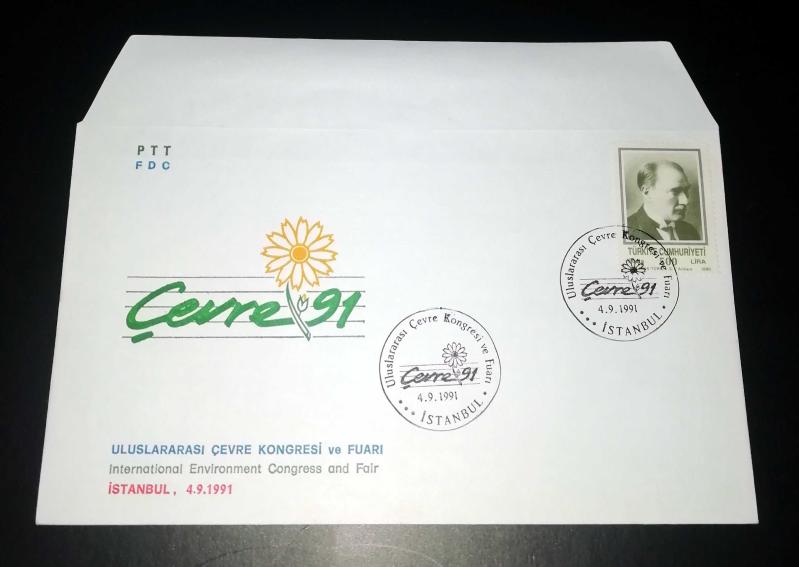 PTT
FDC
TÜRKİYE CUMHURİYETİ
500 LİRA
Çevre 91
Uluslararası Çevre Kongresi ve Fuarı
Çevre 91
4.9.1991
İSTANBUL
Uluslararası Çevre Kongresi ve Fuarı
Çevre 91
4.9.1991
İSTANBUL
ULUSLARARASI ÇEVRE KONGRESİ ve FUARI
International Environment Congress and Fair
İSTANBUL, 4.9.1991